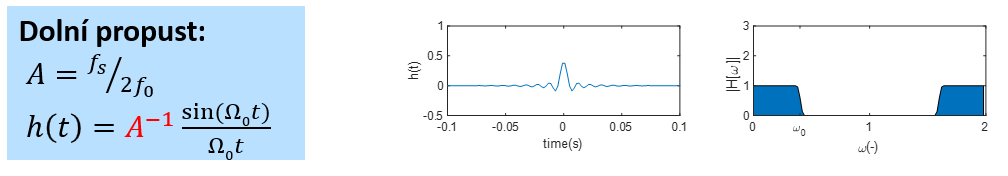 Dolní propust:
A = fₛ/2f₀
h(t) = A⁻¹ sin(Ω₀t)/Ω₀t
1
0.5
0
-0.5
h(t)
-0.1
-0.05
0
0.05
0.1
time(s)
3
2
1
0
|H[ω]|
0
ω₀
1
2
ω(-)